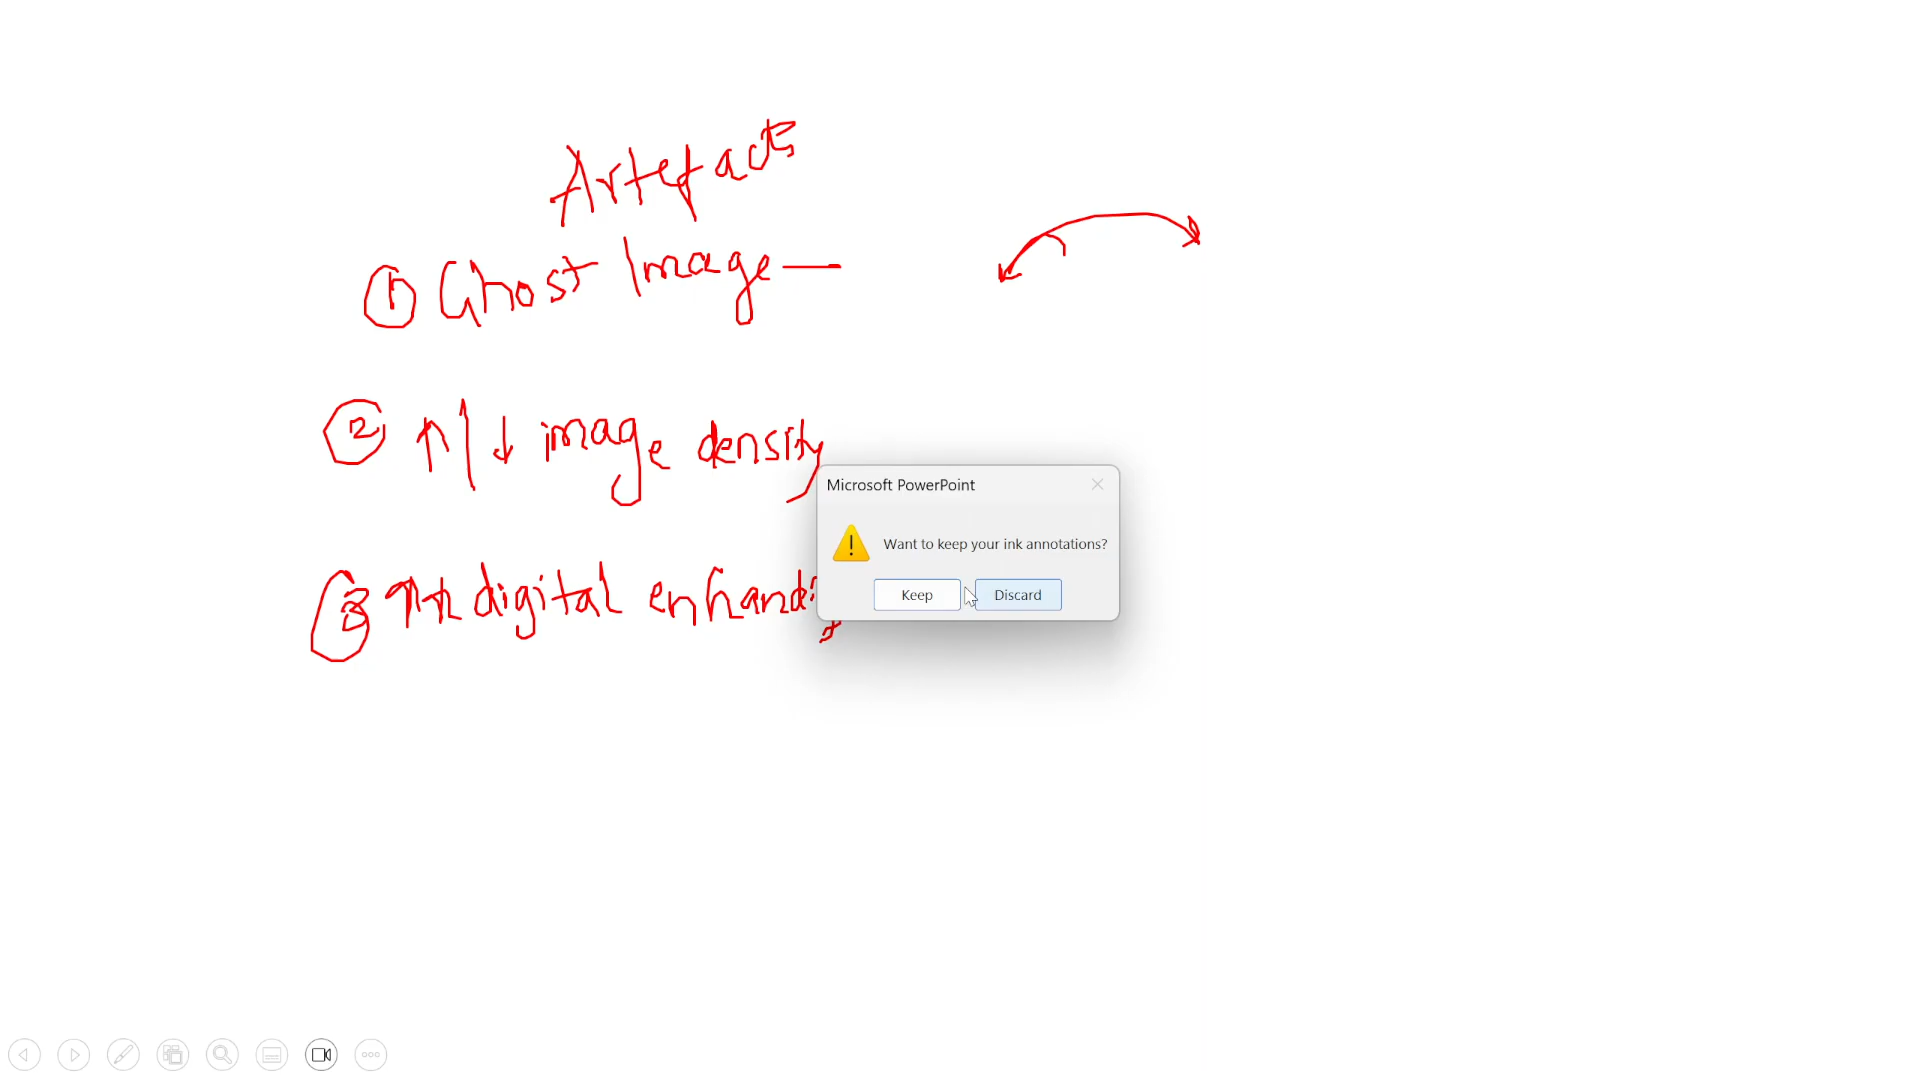 Artefacts
① Ghost Image —
② ↑/↓ image density
③ digital
Microsoft PowerPoint
Want to keep your ink annotations?
Keep
Discard